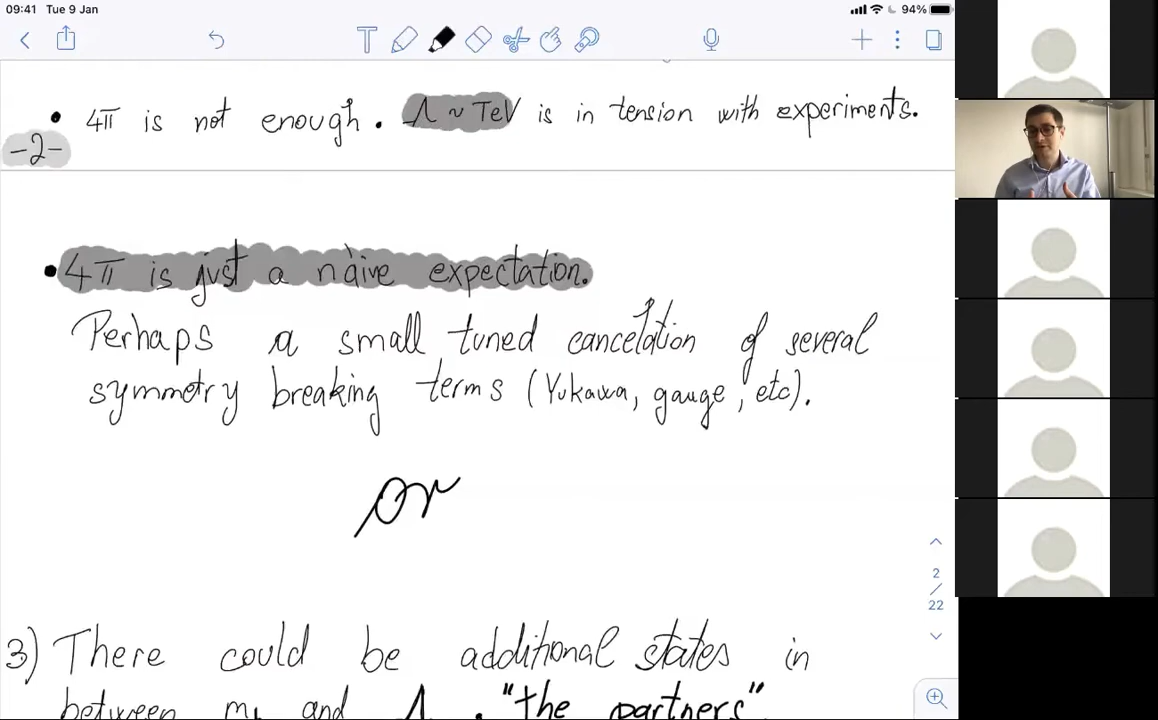 09:41 Tue 9 Jan
94%
• 4π is not enough. Λ ~ TeV is in tension with experiments.
-2-
• 4π is just a nàive expectation.
Perhaps a small tuned cancelation of several
symmetry breaking terms (Yukawa, gauge, etc).
or
2
/
22
3) There could be additional states in
between and Λ. "the partners"